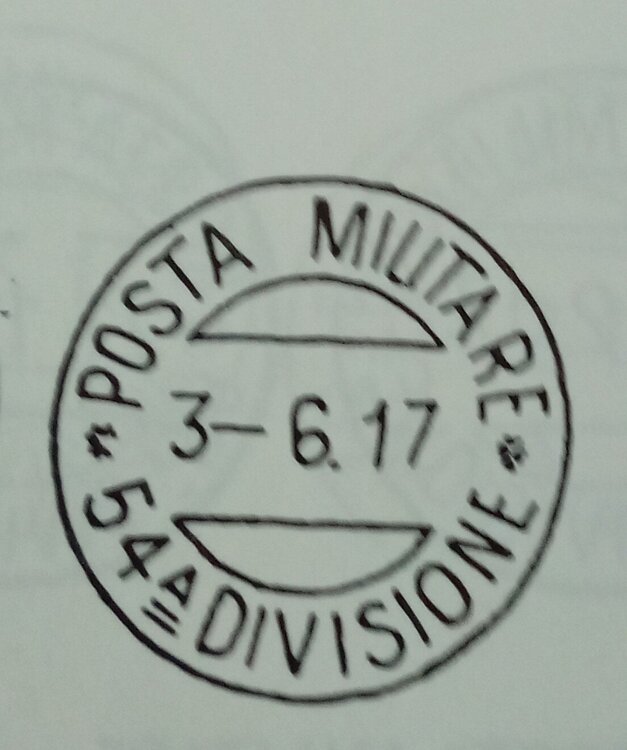 POSTA MILITARE
3-6.17
54ª DIVISIONE